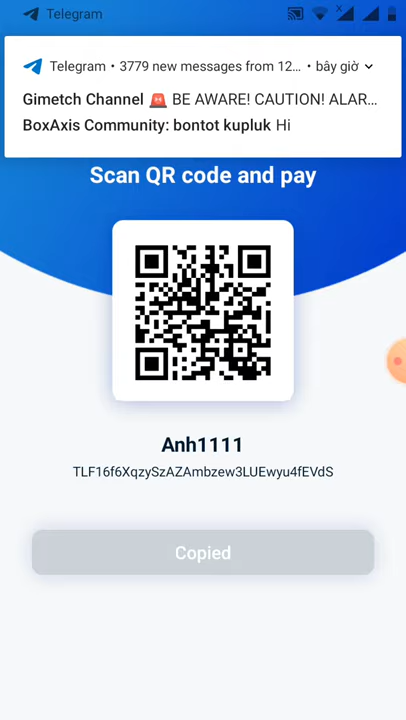 Telegram
Telegram • 3779 new messages from 12… • bây giờ
Gimetch Channel 🚨 BE AWARE! CAUTION! ALAR…
BoxAxis Community: bontot kupluk Hi
Scan QR code and pay
Anh1111
TLF16f6XqzySzAZAmbzew3LUEwyu4fEVdS
Copied